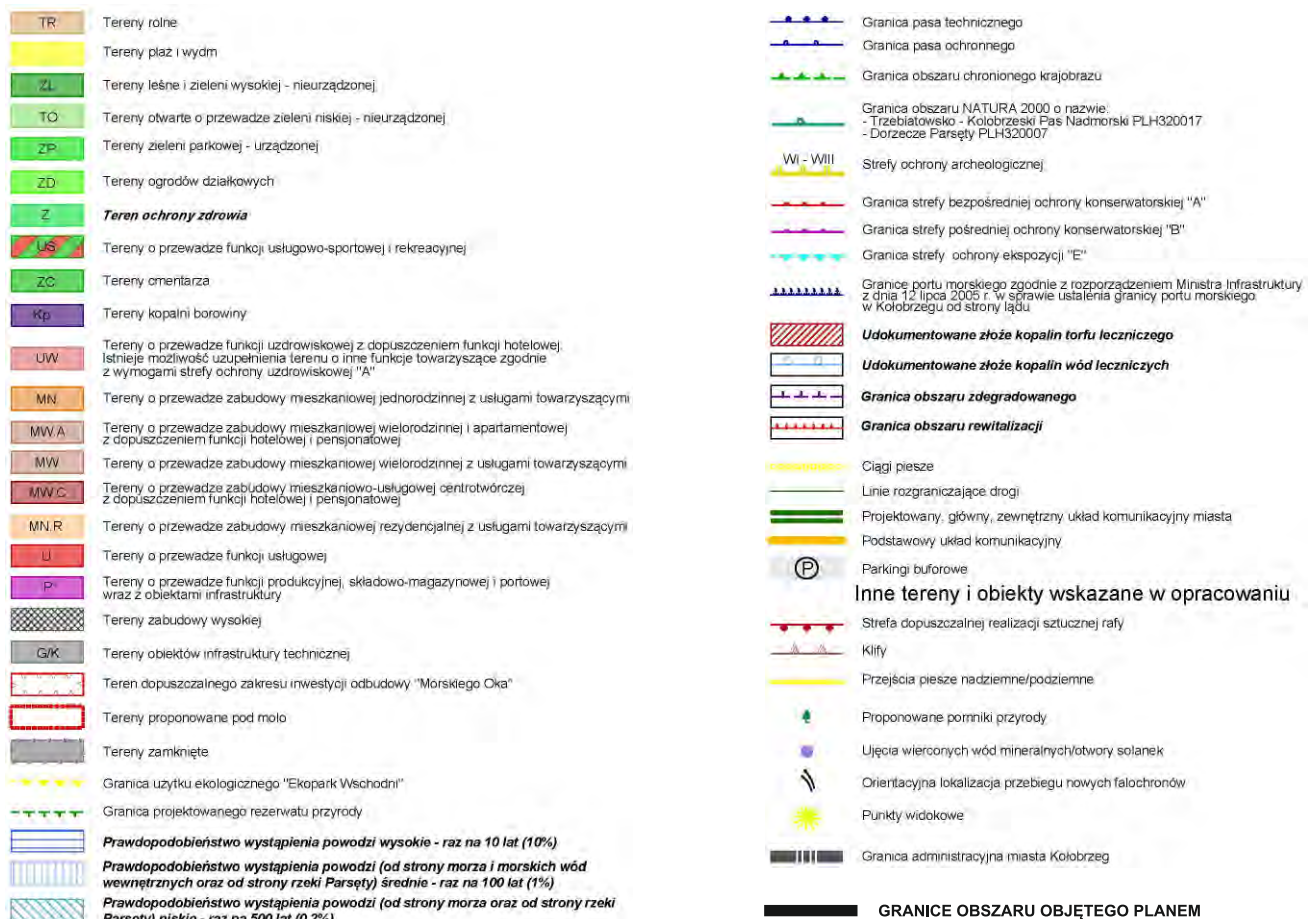 TR Tereny rolne
Tereny plaż i wydm
ZL Tereny leśne i zieleni wysokiej - nieurządzonej
TO Tereny otwarte o przewadze zieleni niskiej - nieurządzonej
ZP Tereny zieleni parkowej - urządzonej
ZD Tereny ogrodów działkowych
Z Teren ochrony zdrowia
US Tereny o przewadze funkcji usługowo-sportowej i rekreacyjnej
ZC Tereny cmentarza
Kp Tereny kopalni borowiny
UW Tereny o przewadze funkcji uzdrowiskowej z dopuszczeniem funkcji hotelowej.
Istnieje możliwość uzupełnienia terenu o inne funkcje towarzyszące zgodnie
z wymogami strefy ochrony uzdrowiskowej "A"
MN Tereny o przewadze zabudowy mieszkaniowej jednorodzinnej z usługami towarzyszącymi
MW.A Tereny o przewadze zabudowy mieszkaniowej wielorodzinnej i apartamentowej
z dopuszczeniem funkcji hotelowej i pensjonatowej
MW Tereny o przewadze zabudowy mieszkaniowej wielorodzinnej z usługami towarzyszącymi
MW.C Tereny o przewadze zabudowy mieszkaniowo-usługowej centrotwórczej
z dopuszczeniem funkcji hotelowej i pensjonatowej
MN.R Tereny o przewadze zabudowy mieszkaniowej rezydencjalnej z usługami towarzyszącymi
U Tereny o przewadze funkcji usługowej
P Tereny o przewadze funkcji produkcyjnej, składowo-magazynowej i portowej
wraz z obiektami infrastruktury
Tereny zabudowy wysokiej
G/K Tereny obiektów infrastruktury technicznej
Teren dopuszczalnego zakresu inwestycji odbudowy "Morskiego Oka"
Tereny proponowane pod molo
Tereny zamknięte
Granica użytku ekologicznego "Ekopark Wschodni"
Granica projektowanego rezerwatu przyrody
Prawdopodobieństwo wystąpienia powodzi wysokie - raz na 10 lat (10%)
Prawdopodobieństwo wystąpienia powodzi (od strony morza i morskich wód
wewnętrznych oraz od strony rzeki Parsęty) średnie - raz na 100 lat (1%)
Prawdopodobieństwo wystąpienia powodzi (od strony morza oraz od strony rzeki
Parsęty) niskie - raz na 500 lat (0,2%)
Granica pasa technicznego
Granica pasa ochronnego
Granica obszaru chronionego krajobrazu
Granica obszaru NATURA 2000 o nazwie:
- Trzebiatowsko - Kołobrzeski Pas Nadmorski PLH320017
- Dorzecze Parsęty PLH320007
WI - WIII Strefy ochrony archeologicznej
Granica strefy bezpośredniej ochrony konserwatorskiej "A"
Granica strefy pośredniej ochrony konserwatorskiej "B"
Granica strefy ochrony ekspozycji "E"
Granice portu morskiego zgodnie z rozporządzeniem Ministra Infrastruktury
z dnia 12 lipca 2005 r. w sprawie ustalenia granicy portu morskiego
w Kołobrzegu od strony lądu
Udokumentowane złoże kopalin torfu leczniczego
Udokumentowane złoże kopalin wód leczniczych
Granica obszaru zdegradowanego
Granica obszaru rewitalizacji
Ciągi piesze
Linie rozgraniczające drogi
Projektowany, główny, zewnętrzny układ komunikacyjny miasta
Podstawowy układ komunikacyjny
P Parkingi buforowe
Inne tereny i obiekty wskazane w opracowaniu
Strefa dopuszczalnej realizacji sztucznej rafy
Klify
Przejścia piesze nadziemne/podziemne
Proponowane pomniki przyrody
Ujęcia wierconych wód mineralnych/otwory solanek
Orientacyjna lokalizacja przebiegu nowych falochronów
Punkty widokowe
Granica administracyjna miasta Kołobrzeg
GRANICE OBSZARU OBJĘTEGO PLANEM